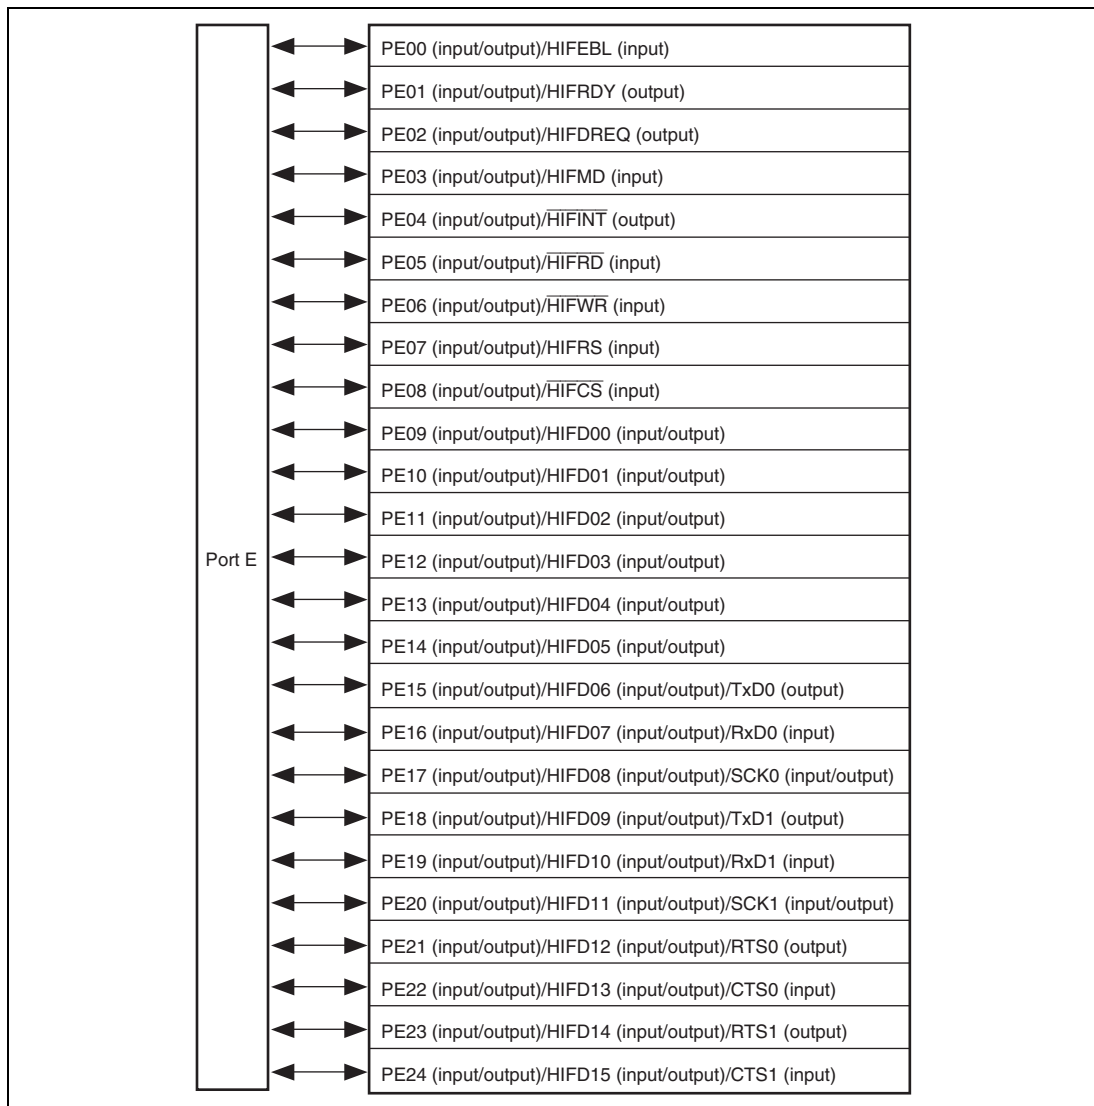 PE00 (input/output)/HIFEBL (input)
PE01 (input/output)/HIFRDY (output)
PE02 (input/output)/HIFDREQ (output)
PE03 (input/output)/HIFMD (input)
PE04 (input/output)/H̅I̅F̅I̅N̅T̅ (output)
PE05 (input/output)/H̅I̅F̅R̅D̅ (input)
PE06 (input/output)/H̅I̅F̅W̅R̅ (input)
PE07 (input/output)/HIFRS (input)
PE08 (input/output)/H̅I̅F̅C̅S̅ (input)
PE09 (input/output)/HIFD00 (input/output)
PE10 (input/output)/HIFD01 (input/output)
PE11 (input/output)/HIFD02 (input/output)
Port E
PE12 (input/output)/HIFD03 (input/output)
PE13 (input/output)/HIFD04 (input/output)
PE14 (input/output)/HIFD05 (input/output)
PE15 (input/output)/HIFD06 (input/output)/TxD0 (output)
PE16 (input/output)/HIFD07 (input/output)/RxD0 (input)
PE17 (input/output)/HIFD08 (input/output)/SCK0 (input/output)
PE18 (input/output)/HIFD09 (input/output)/TxD1 (output)
PE19 (input/output)/HIFD10 (input/output)/RxD1 (input)
PE20 (input/output)/HIFD11 (input/output)/SCK1 (input/output)
PE21 (input/output)/HIFD12 (input/output)/RTS0 (output)
PE22 (input/output)/HIFD13 (input/output)/CTS0 (input)
PE23 (input/output)/HIFD14 (input/output)/RTS1 (output)
PE24 (input/output)/HIFD15 (input/output)/CTS1 (input)